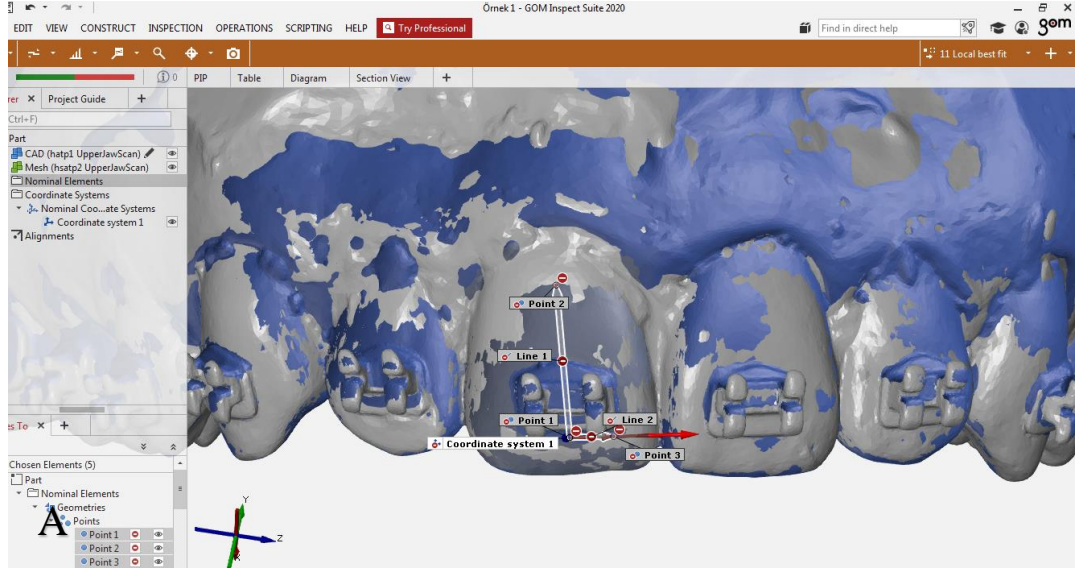 Örnek 1 - GOM Inspect Suite 2020
EDIT VIEW CONSTRUCT INSPECTION OPERATIONS SCRIPTING HELP Try Professional Find in direct help gom
11 Local best fit
0 PIP Table Diagram Section View +
Project Guide +
Ctrl+F)
Part
CAD (hatp1 UpperJawScan)
Mesh (hsatp2 UpperJawScan)
Nominal Elements
Coordinate Systems
Nominal Coo...ate Systems
Coordinate system 1
Alignments
Point 2
Line 1
Point 1 Line 2
Coordinate system 1
Point 3
es To × +
Chosen Elements (5)
Part
Nominal Elements
Geometries
Points
A
Point 1
Point 2
Point 3
Y
Z